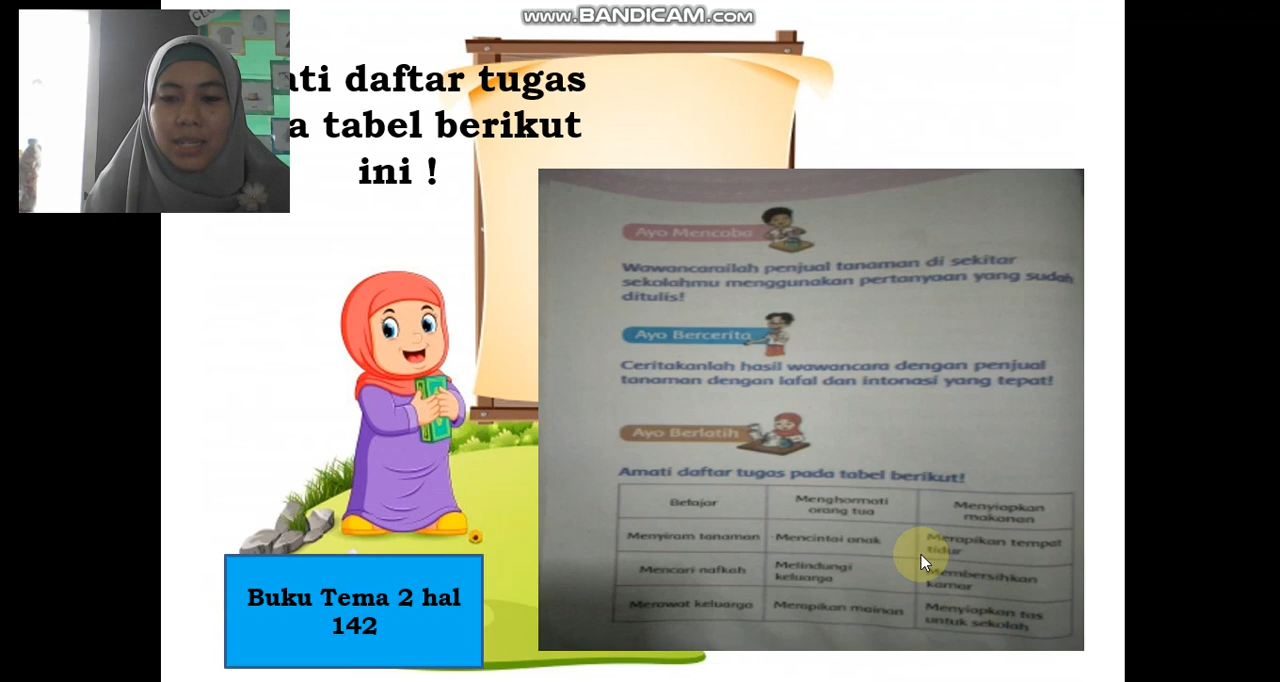 www.BANDICAM.com
ti daftar tugas
a tabel berikut
ini !
Ayo Mencoba
Wawancarailah penjual tanaman di sekitar
sekolahmu menggunakan pertanyaan yang sudah
ditulis!
Ayo Bercerita
Ceritakanlah hasil wawancara dengan penjual
tanaman dengan lafal dan intonasi yang tepat!
Ayo Berlatih
Amati daftar tugas pada tabel berikut!
Belajar
Menghormati
orang tua
Menyiapkan
makanan
Menyiram tanaman
Mencintai anak
Merapikan tempat
tidur
Mencari nafkah
Melindungi
keluarga
Membersihkan
kamar
Merawat keluarga
Merapikan mainan
Menyiapkan tas
untuk sekolah
Buku Tema 2 hal
142